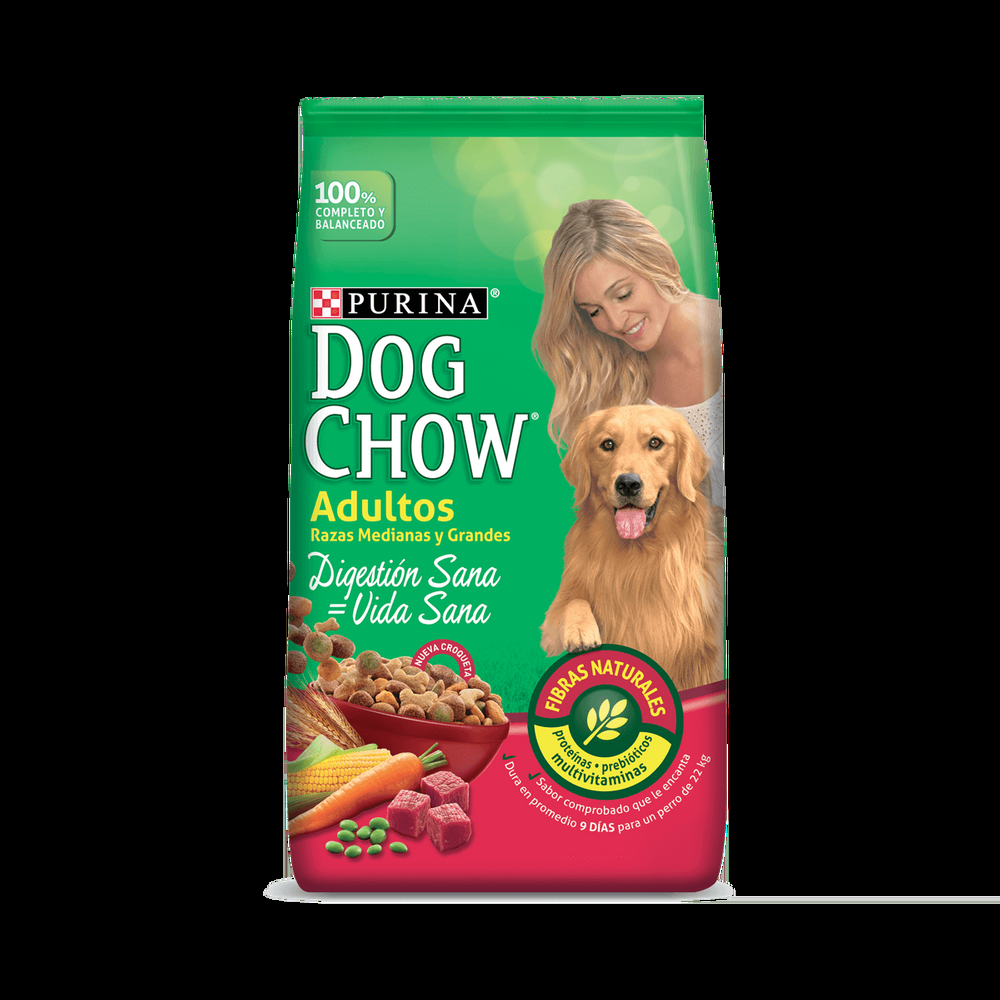 100%
COMPLETO Y
BALANCEADO
PURINA®
DOG
CHOW®
Adultos
Razas Medianas y Grandes
Digestión Sana
= Vida Sana
NUEVA CROQUETA
FIBRAS NATURALES
proteínas • prebióticos
multivitaminas
✓ Sabor comprobado que le encanta
✓ Dura en promedio 9 DÍAS para un perro de 22 kg